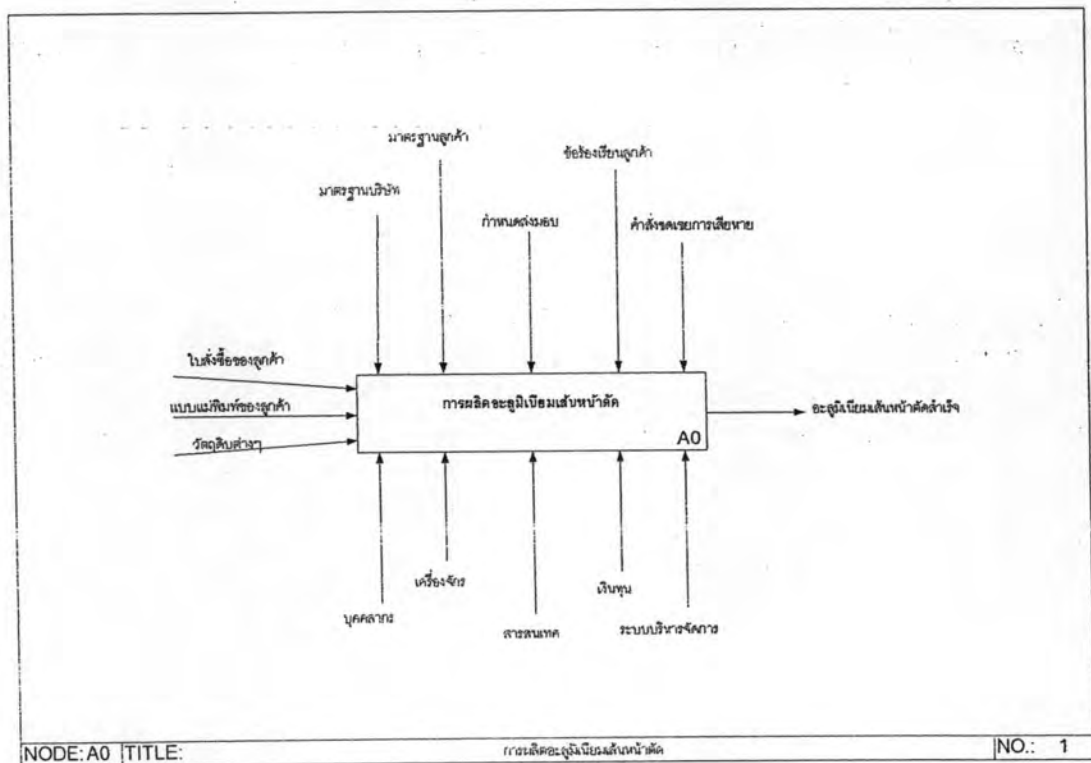 มาตรฐานลูกค้า
ข้อร้องเรียนลูกค้า
มาตรฐานบริษัท
กำหนดส่งมอบ
คำสั่งชดเชยการเสียหาย
ใบสั่งซื้อของลูกค้า
แบบแม่พิมพ์ของลูกค้า
วัตถุดิบต่างๆ
การผลิตอะลูมิเนียมเส้นหน้าตัด
A0
อะลูมิเนียมเส้นหน้าตัดสำเร็จ
เครื่องจักร
เงินทุน
บุคคลากร
สารสนเทศ
ระบบบริหารจัดการ
NODE: A0 TITLE: การผลิตอะลูมิเนียมเส้นหน้าตัด NO.: 1